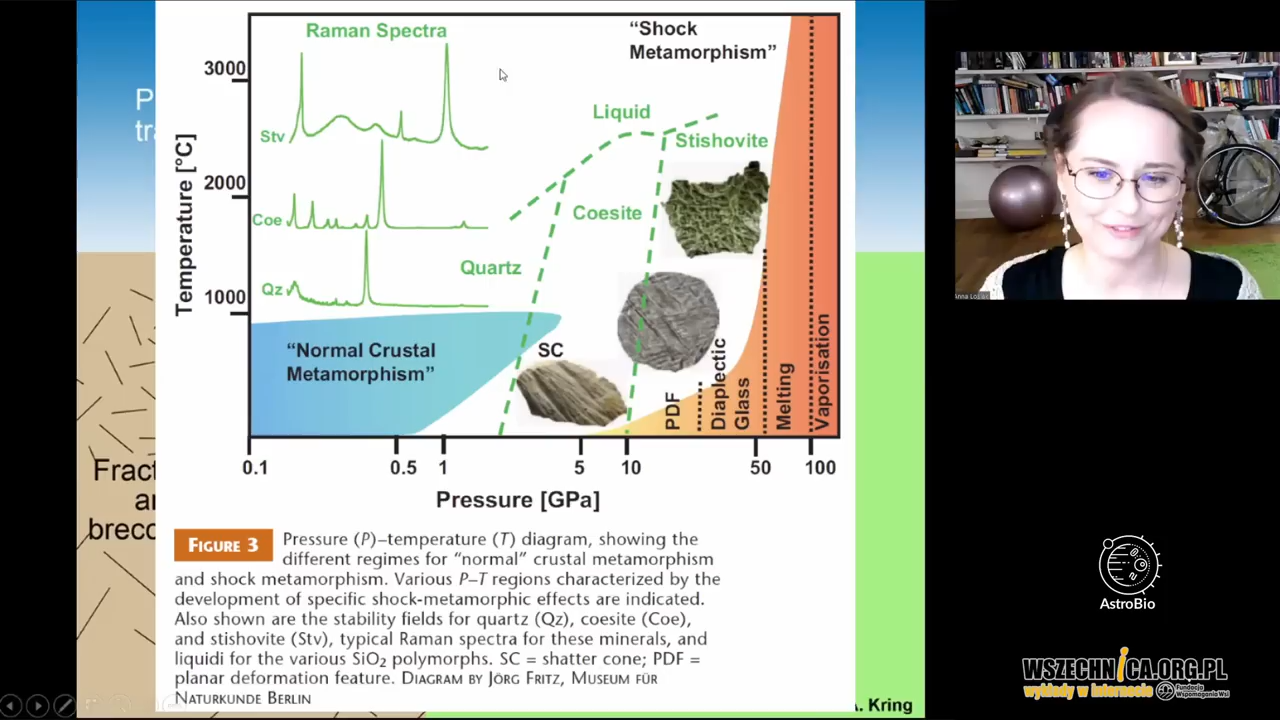 P
tra
Raman Spectra
"Shock
Metamorphism"
3000
2000
1000
Temperature [°C]
Stv
Coe
Qz
Liquid
Stishovite
Coesite
Quartz
"Normal Crustal
Metamorphism"
SC
PDF
Diaplectic
Glass
Melting
Vaporisation
0.1
0.5
1
5
10
50
100
Pressure [GPa]
Fract
an
brecc
FIGURE 3
Pressure (P)–temperature (T) diagram, showing the
different regimes for "normal" crustal metamorphism
and shock metamorphism. Various P–T regions characterized by the
development of specific shock-metamorphic effects are indicated.
Also shown are the stability fields for quartz (Qz), coesite (Coe),
and stishovite (Stv), typical Raman spectra for these minerals, and
liquidi for the various SiO₂ polymorphs. SC = shatter cone; PDF =
planar deformation feature. DIAGRAM BY JÖRG FRITZ, MUSEUM FÜR
NATURKUNDE BERLIN
. Kring
AstroBio
WSZECHNICA.ORG.PL
wykłady w internecie
Fundacja
Wspomagania Wsi